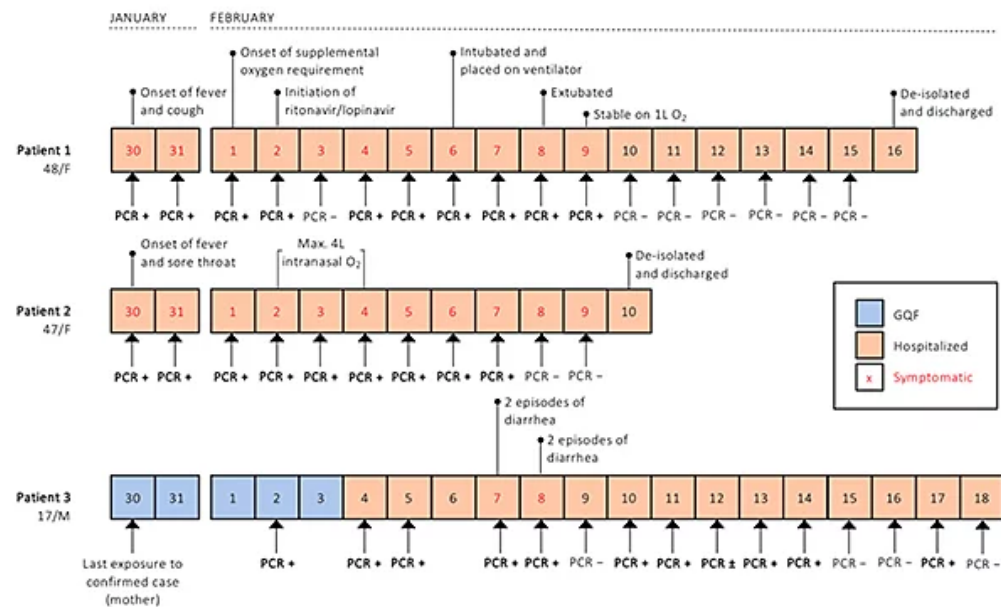 JANUARY FEBRUARY
Onset of supplemental
oxygen requirement
Intubated and
placed on ventilator
Onset of fever
and cough
Initiation of
ritonavir/lopinavir
Extubated
Stable on 1L O₂
De-isolated
and discharged
Patient 1
48/F
30 31 1 2 3 4 5 6 7 8 9 10 11 12 13 14 15 16
PCR + PCR + PCR + PCR + PCR – PCR + PCR + PCR + PCR + PCR + PCR + PCR – PCR – PCR – PCR – PCR – PCR –
Onset of fever
and sore throat
Max. 4L
intranasal O₂
De-isolated
and discharged
Patient 2
47/F
30 31 1 2 3 4 5 6 7 8 9 10
PCR + PCR + PCR + PCR + PCR + PCR + PCR + PCR + PCR + PCR – PCR –
GQF
Hospitalized
x Symptomatic
2 episodes of
diarrhea
2 episodes of
diarrhea
Patient 3
17/M
30 31 1 2 3 4 5 6 7 8 9 10 11 12 13 14 15 16 17 18
Last exposure to
confirmed case
(mother)
PCR + PCR + PCR + PCR + PCR + PCR – PCR + PCR + PCR ± PCR + PCR + PCR – PCR – PCR + PCR –